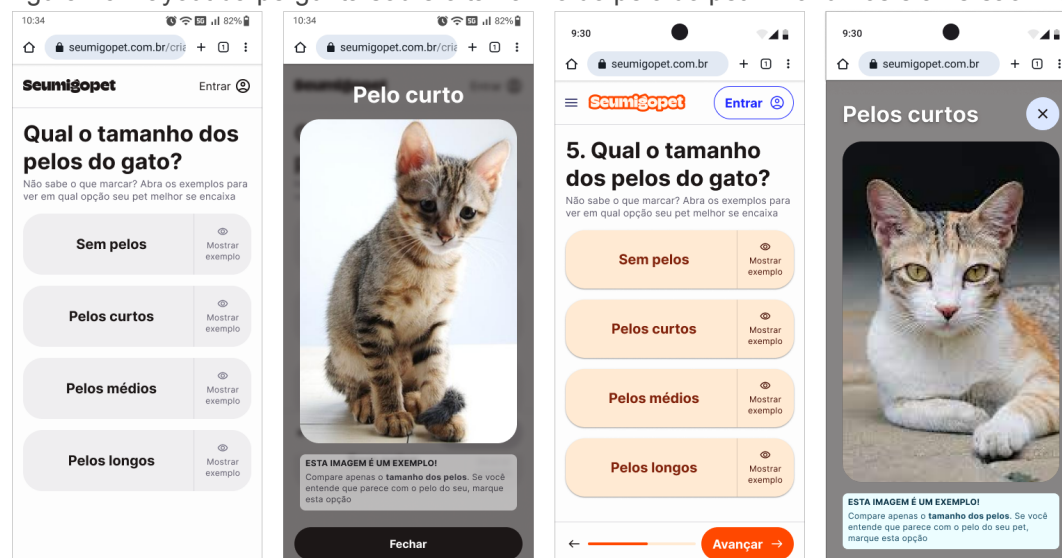 10:34
82%
seumigopet.com.br/cria
1
Seumigopet
Entrar
Qual o tamanho dos
pelos do gato?
Não sabe o que marcar? Abra os exemplos para
ver em qual opção seu pet melhor se encaixa
Sem pelos
Mostrar
exemplo
Pelos curtos
Mostrar
exemplo
Pelos médios
Mostrar
exemplo
Pelos longos
Mostrar
exemplo
10:34
5G
82%
seumigopet.com.br/cria
1
Pelo curto
ESTA IMAGEM É UM EXEMPLO!
Compare apenas o tamanho dos pelos. Se você
entende que parece com o pelo do seu, marque
esta opção
Fechar
9:30
seumigopet.com.br
1
Seumigopet
Entrar
5. Qual o tamanho
dos pelos do gato?
Não sabe o que marcar? Abra os exemplos para
ver em qual opção seu pet melhor se encaixa
Sem pelos
Mostrar
exemplo
Pelos curtos
Mostrar
exemplo
Pelos médios
Mostrar
exemplo
Pelos longos
Mostrar
exemplo
Avançar
9:30
seumigopet.com.br
1
Pelos curtos
ESTA IMAGEM É UM EXEMPLO!
Compare apenas o tamanho dos pelos. Se você
entende que parece com o pelo do seu pet,
marque esta opção